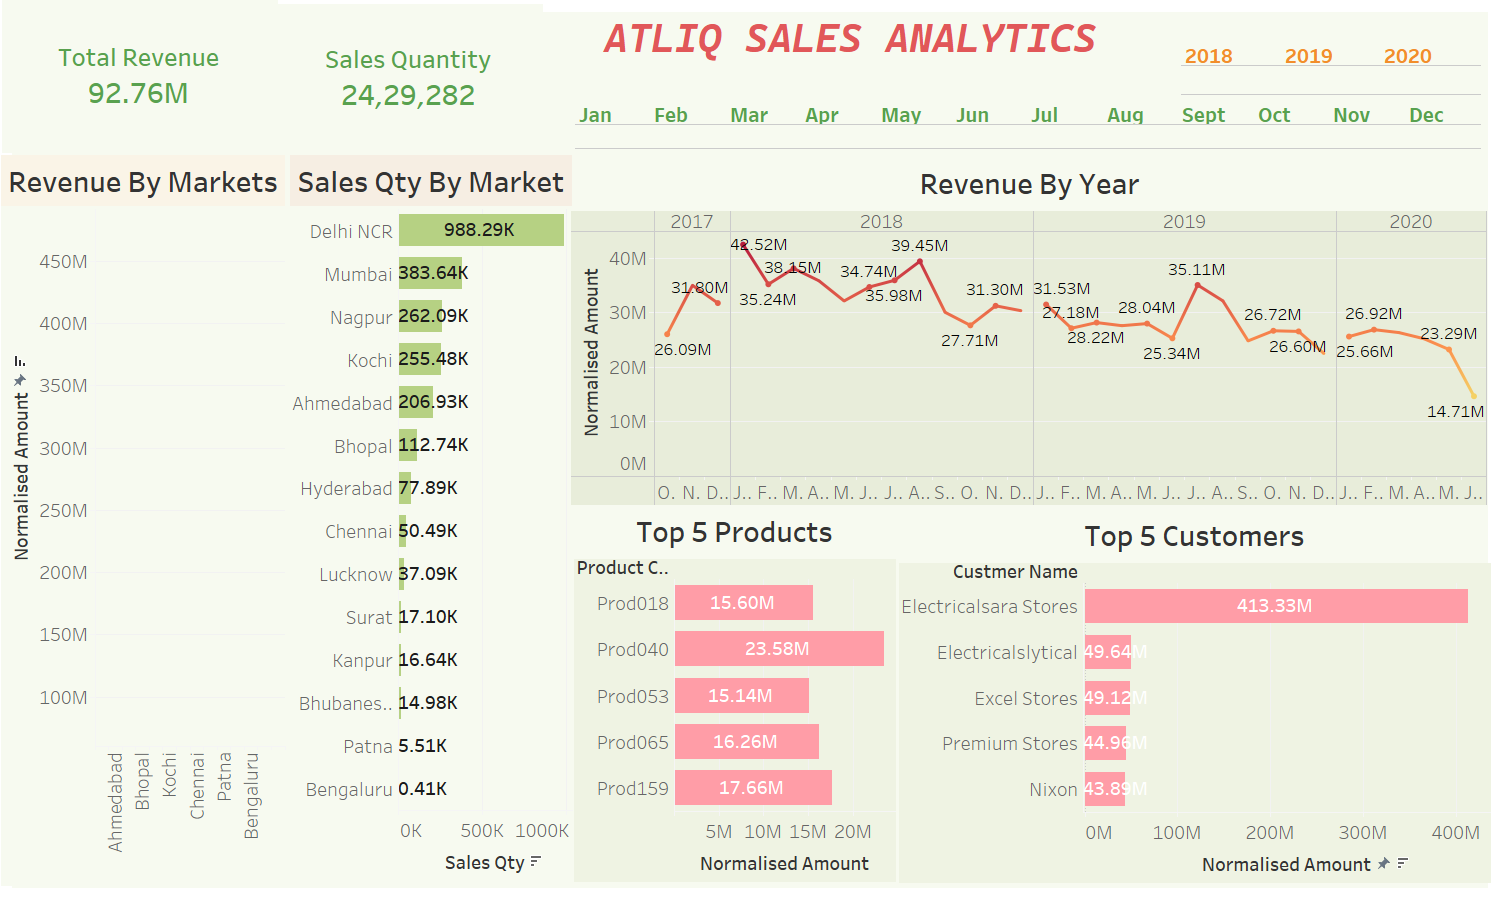 ATLIQ SALES ANALYTICS
Total Revenue
92.76M
Sales Quantity
24,29,282
2018 2019 2020
Jan Feb Mar Apr May Jun Jul Aug Sept Oct Nov Dec
Revenue By Markets
Normalised Amount
450M
400M
350M
300M
250M
200M
150M
100M
Ahmedabad
Bhopal
Kochi
Chennai
Patna
Bengaluru
Sales Qty By Market
Delhi NCR 988.29K
Mumbai 383.64K
Nagpur 262.09K
Kochi 255.48K
Ahmedabad 206.93K
Bhopal 112.74K
Hyderabad 77.89K
Chennai 50.49K
Lucknow 37.09K
Surat 17.10K
Kanpur 16.64K
Bhubanes.. 14.98K
Patna 5.51K
Bengaluru 0.41K
0K 500K 1000K
Sales Qty
Revenue By Year
2017 2018 2019 2020
Normalised Amount
40M
30M
20M
10M
0M
26.09M
31.80M
42.52M
35.24M
38.15M
34.74M
35.98M
39.45M
27.71M
31.30M
31.53M
27.18M
28.22M
28.04M
25.34M
35.11M
26.72M
26.60M
25.66M
26.92M
23.29M
14.71M
O. N. D.. J.. F.. M. A.. M. J.. J.. A.. S.. O. N. D.. J.. F.. M. A.. M. J.. J.. A.. S.. O. N. D.. J.. F.. M. A.. M. J..
Top 5 Products
Product C..
Prod018 15.60M
Prod040 23.58M
Prod053 15.14M
Prod065 16.26M
Prod159 17.66M
5M 10M 15M 20M
Normalised Amount
Top 5 Customers
Custmer Name
Electricalsara Stores 413.33M
Electricalslytical 49.64M
Excel Stores 49.12M
Premium Stores 44.96M
Nixon 43.89M
0M 100M 200M 300M 400M
Normalised Amount